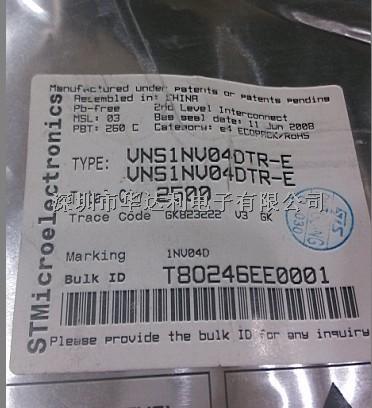 STMicroelectronics
Manufactured under patents or patents pending
Assembled in: CHINA
Pb-free 2nd Level Interconnect
MSL: 03 Bag seal date: 11 Jun 2008
PBT: 260 C Category: e4 ECOPACK/RoHS
TYPE: VNS1NV04DTR-E
VNS1NV04DTR-E
2500
深圳市华达利电子有限公司
Trace Code GK823222 V3 GK
Marking 1NV04D
Bulk ID T80246EE0001
Please provide the bulk ID for any inquiry